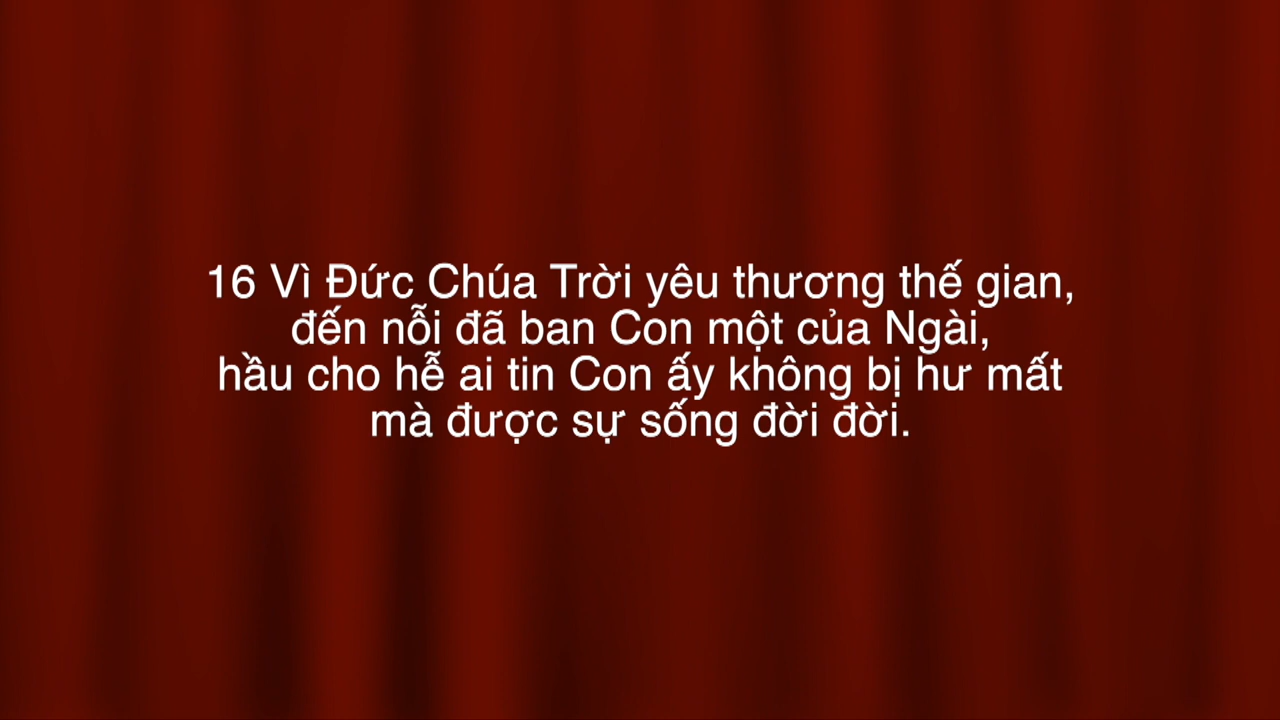 16 Vì Đức Chúa Trời yêu thương thế gian,
đến nỗi đã ban Con một của Ngài,
hầu cho hễ ai tin Con ấy không bị hư mất
mà được sự sống đời đời.